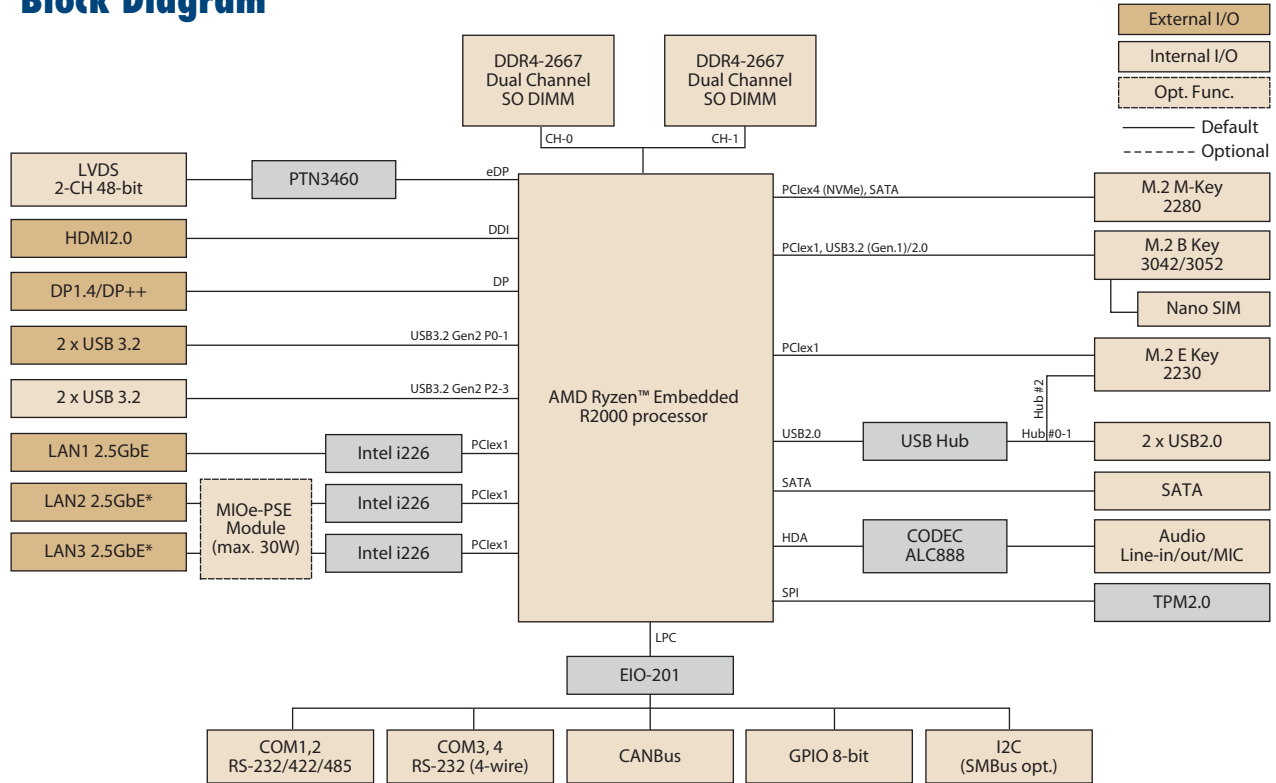 Block Diagram
External I/O
Internal I/O
Opt. Func.
Default
Optional
DDR4-2667
Dual Channel
SO DIMM
DDR4-2667
Dual Channel
SO DIMM
CH-0
CH-1
LVDS
2-CH 48-bit
PTN3460
eDP
HDMI2.0
DDI
DP1.4/DP++
DP
2 x USB 3.2
USB3.2 Gen2 P0-1
2 x USB 3.2
USB3.2 Gen2 P2-3
LAN1 2.5GbE
Intel i226
PCIex1
LAN2 2.5GbE*
MIOe-PSE
Module
(max. 30W)
Intel i226
PCIex1
LAN3 2.5GbE*
Intel i226
PCIex1
AMD Ryzen™ Embedded
R2000 processor
PCIex4 (NVMe), SATA
M.2 M-Key
2280
PCIex1, USB3.2 (Gen.1)/2.0
M.2 B Key
3042/3052
Nano SIM
PCIex1
M.2 E Key
2230
Hub #2
USB2.0
USB Hub
Hub #0-1
2 x USB2.0
SATA
SATA
HDA
CODEC
ALC888
Audio
Line-in/out/MIC
SPI
TPM2.0
LPC
EIO-201
COM1,2
RS-232/422/485
COM3, 4
RS-232 (4-wire)
CANBus
GPIO 8-bit
I2C
(SMBus opt.)